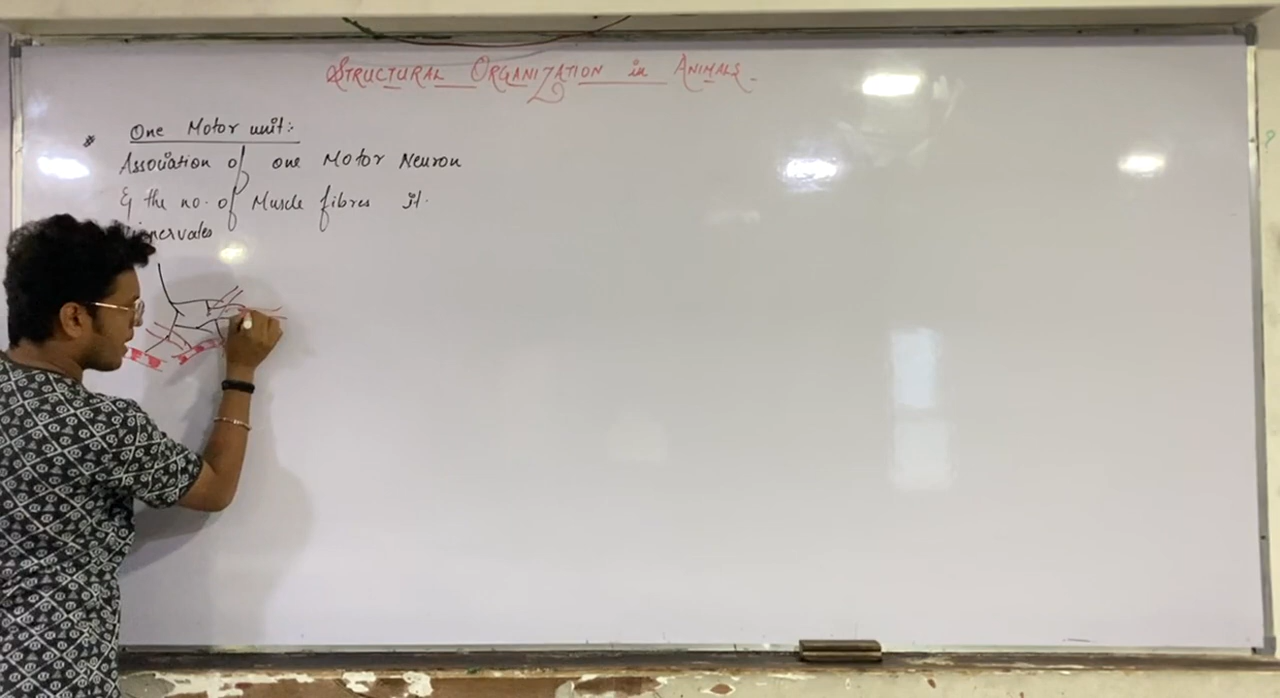 STRUCTURAL ORGANIZATION in ANIMALS
* One Motor unit:-
Association of one Motor Neuron
& the no. of Muscle fibres it
innervates